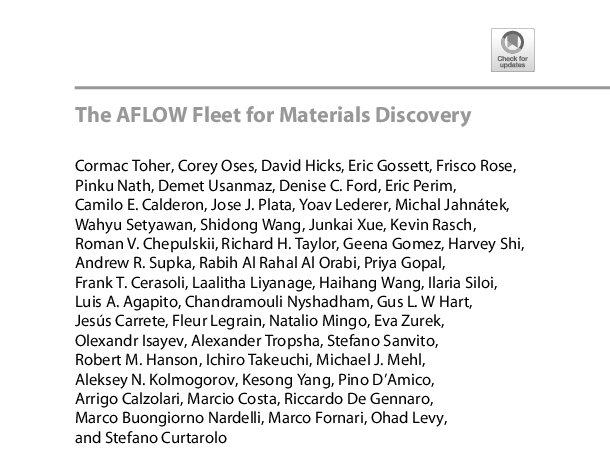 Check for
updates
The AFLOW Fleet for Materials Discovery
Cormac Toher, Corey Oses, David Hicks, Eric Gossett, Frisco Rose,
Pinku Nath, Demet Usanmaz, Denise C. Ford, Eric Perim,
Camilo E. Calderon, Jose J. Plata, Yoav Lederer, Michal Jahnátek,
Wahyu Setyawan, Shidong Wang, Junkai Xue, Kevin Rasch,
Roman V. Chepulskii, Richard H. Taylor, Geena Gomez, Harvey Shi,
Andrew R. Supka, Rabih Al Rahal Al Orabi, Priya Gopal,
Frank T. Cerasoli, Laalitha Liyanage, Haihang Wang, Ilaria Siloi,
Luis A. Agapito, Chandramouli Nyshadham, Gus L. W Hart,
Jesús Carrete, Fleur Legrain, Natalio Mingo, Eva Zurek,
Olexandr Isayev, Alexander Tropsha, Stefano Sanvito,
Robert M. Hanson, Ichiro Takeuchi, Michael J. Mehl,
Aleksey N. Kolmogorov, Kesong Yang, Pino D’Amico,
Arrigo Calzolari, Marcio Costa, Riccardo De Gennaro,
Marco Buongiorno Nardelli, Marco Fornari, Ohad Levy,
and Stefano Curtarolo